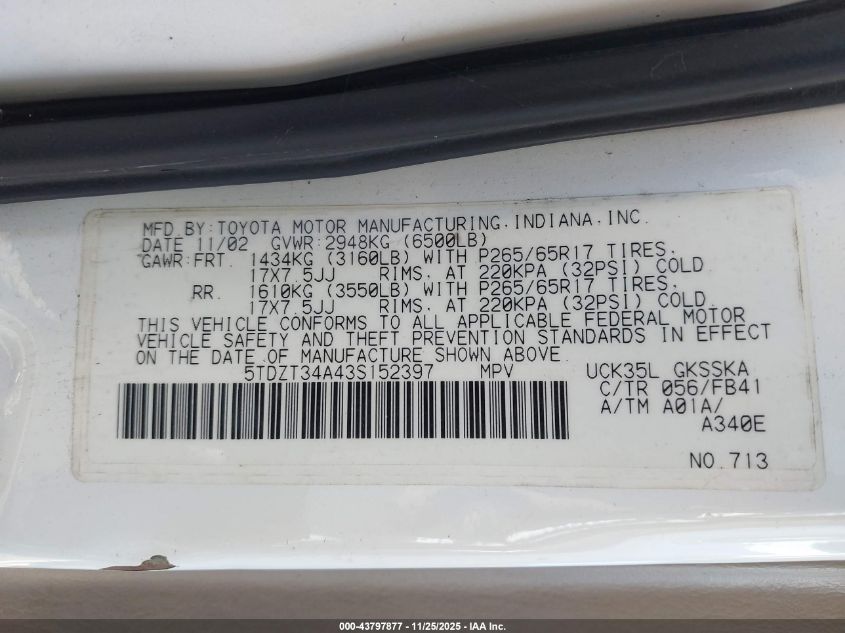 MFD.BY:TOYOTA MOTOR MANUFACTURING,INDIANA,INC.
DATE 11/02 GVWR:2948KG (6500LB)
GAWR:FRT. 1434KG (3160LB) WITH P265/65R17 TIRES.
17X7.5JJ RIMS. AT 220KPA (32PSI) COLD.
RR. 1610KG (3550LB) WITH P265/65R17 TIRES.
17X7.5JJ RIMS. AT 220KPA (32PSI) COLD.
THIS VEHICLE CONFORMS TO ALL APPLICABLE FEDERAL MOTOR
VEHICLE SAFETY AND THEFT PREVENTION STANDARDS IN EFFECT
ON THE DATE OF MANUFACTURE SHOWN ABOVE.
5TDZT34A43S152397 MPV UCK35L GKSSKA
C/TR 056/FB41
A/TM A01A/
A340E
NO.713
000-43797877 - 11/25/2025 - IAA Inc.